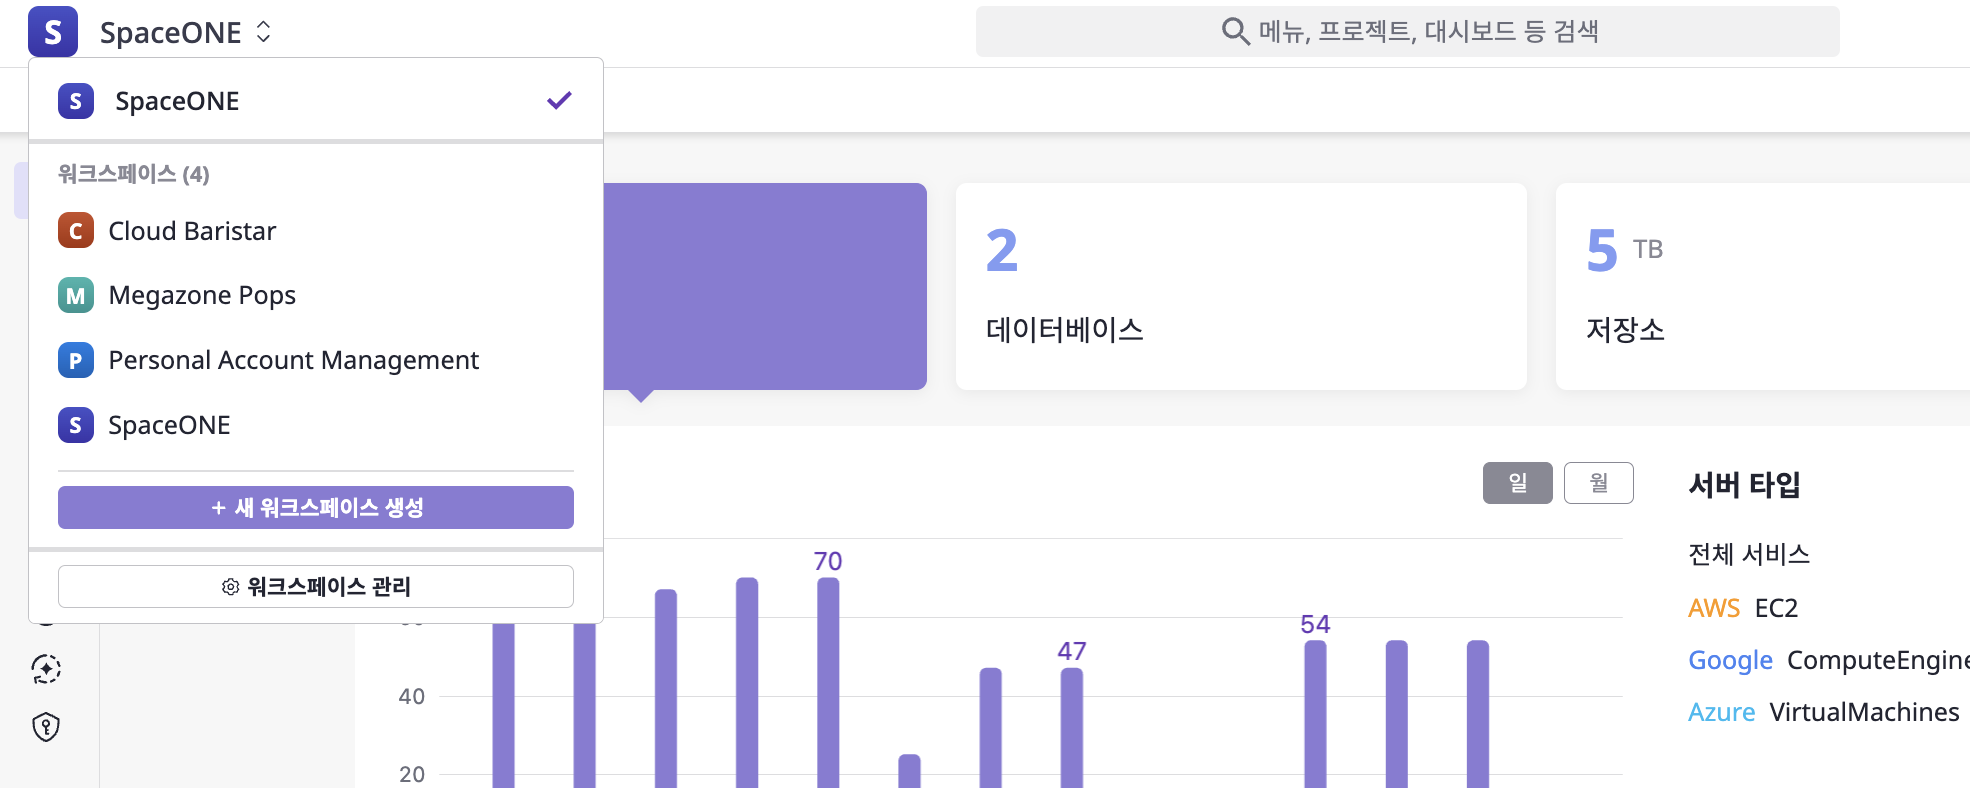 S SpaceONE
메뉴, 프로젝트, 대시보드 등 검색
S SpaceONE
워크스페이스 (4)
C Cloud Baristar
M Megazone Pops
P Personal Account Management
S SpaceONE
+ 새 워크스페이스 생성
워크스페이스 관리
2
데이터베이스
5 TB
저장소
일 월
70
54
47
40
20
서버 타입
전체 서비스
AWS EC2
Google ComputeEngine
Azure VirtualMachines